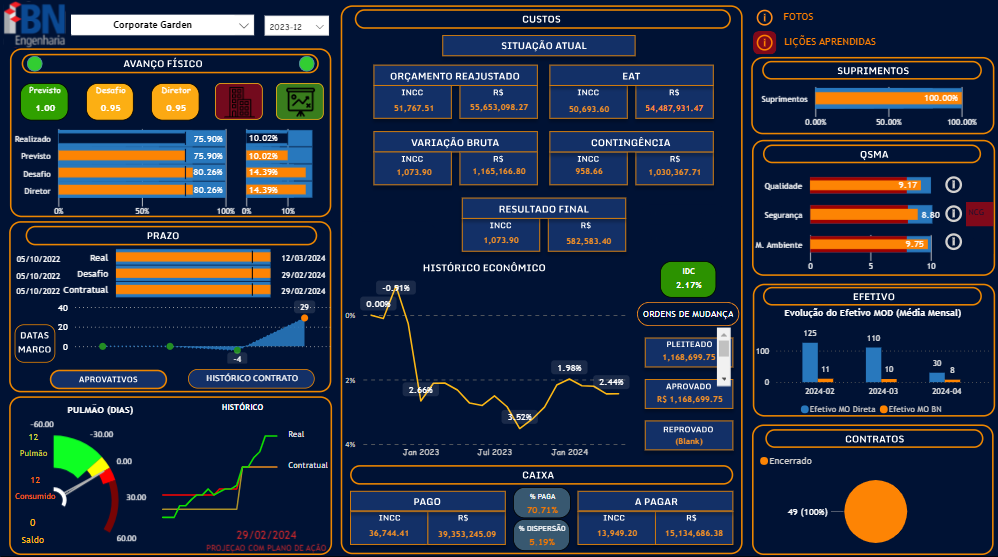 BN
Engenharia
Corporate Garden
2023-12
AVANÇO FÍSICO
Previsto
1.00
Desafio
0.95
Diretor
0.95
Realizado
75.90%
10.02%
Previsto
75.90%
10.02%
Desafio
80.26%
14.39%
Diretor
80.26%
14.39%
0%
50%
100%
0%
10%
PRAZO
05/10/2022
Real
12/03/2024
05/10/2022
Desafio
29/02/2024
05/10/2022
Contratual
29/02/2024
DATAS
MARCO
40
20
0
-4
29
APROVATIVOS
HISTÓRICO CONTRATO
PULMÃO (DIAS)
12
Pulmão
12
Consumido
0
Saldo
-60.00
-30.00
0.00
30.00
60.00
HISTÓRICO
Real
Contratual
29/02/2024
PROJEÇÃO COM PLANO DE AÇÃO
CUSTOS
SITUAÇÃO ATUAL
ORÇAMENTO REAJUSTADO
INCC
R$
51,767.51
55,653,098.27
EAT
INCC
R$
50,693.60
54,487,931.47
VARIAÇÃO BRUTA
INCC
R$
1,073.90
1,165,166.80
CONTINGÊNCIA
INCC
R$
958.66
1,030,367.71
RESULTADO FINAL
INCC
R$
1,073.90
582,583.40
HISTÓRICO ECONÔMICO
0%
2%
4%
0.00%
-0.91%
2.66%
3.52%
1.98%
2.44%
Jan 2023
Jul 2023
Jan 2024
IDC
2.17%
ORDENS DE MUDANÇA
PLEITEADO
1,168,699.75
APROVADO
R$ 1,168,699.75
REPROVADO
(Blank)
CAIXA
PAGO
INCC
R$
36,744.41
39,353,245.09
% PAGA
70.71%
% DISPERSÃO
5.19%
A PAGAR
INCC
R$
13,949.20
15,134,686.38
FOTOS
LIÇÕES APRENDIDAS
SUPRIMENTOS
Suprimentos
100.00%
0.00%
50.00%
100.00%
QSMA
Qualidade
9.17
Segurança
8.80
M. Ambiente
9.75
0
5
10
EFETIVO
Evolução do Efetivo MOD (Média Mensal)
100
0
125
11
110
10
30
8
2024-02
2024-03
2024-04
Efetivo MO Direta
Efetivo MO BN
CONTRATOS
Encerrado
49 (100%)